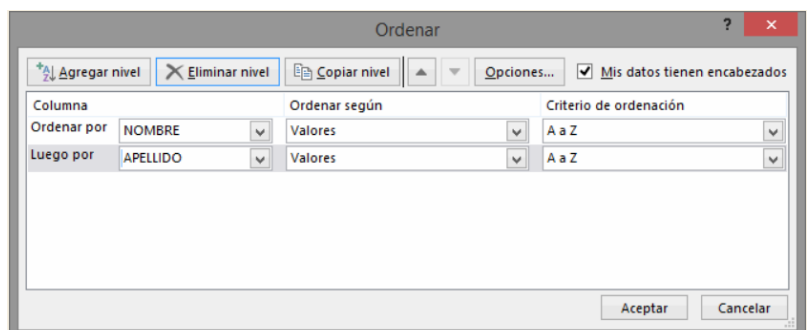 Ordenar ?
Agregar nivel Eliminar nivel Copiar nivel Opciones... Mis datos tienen encabezados
Columna Ordenar según Criterio de ordenación
Ordenar por NOMBRE Valores A a Z
Luego por APELLIDO Valores A a Z
Aceptar Cancelar